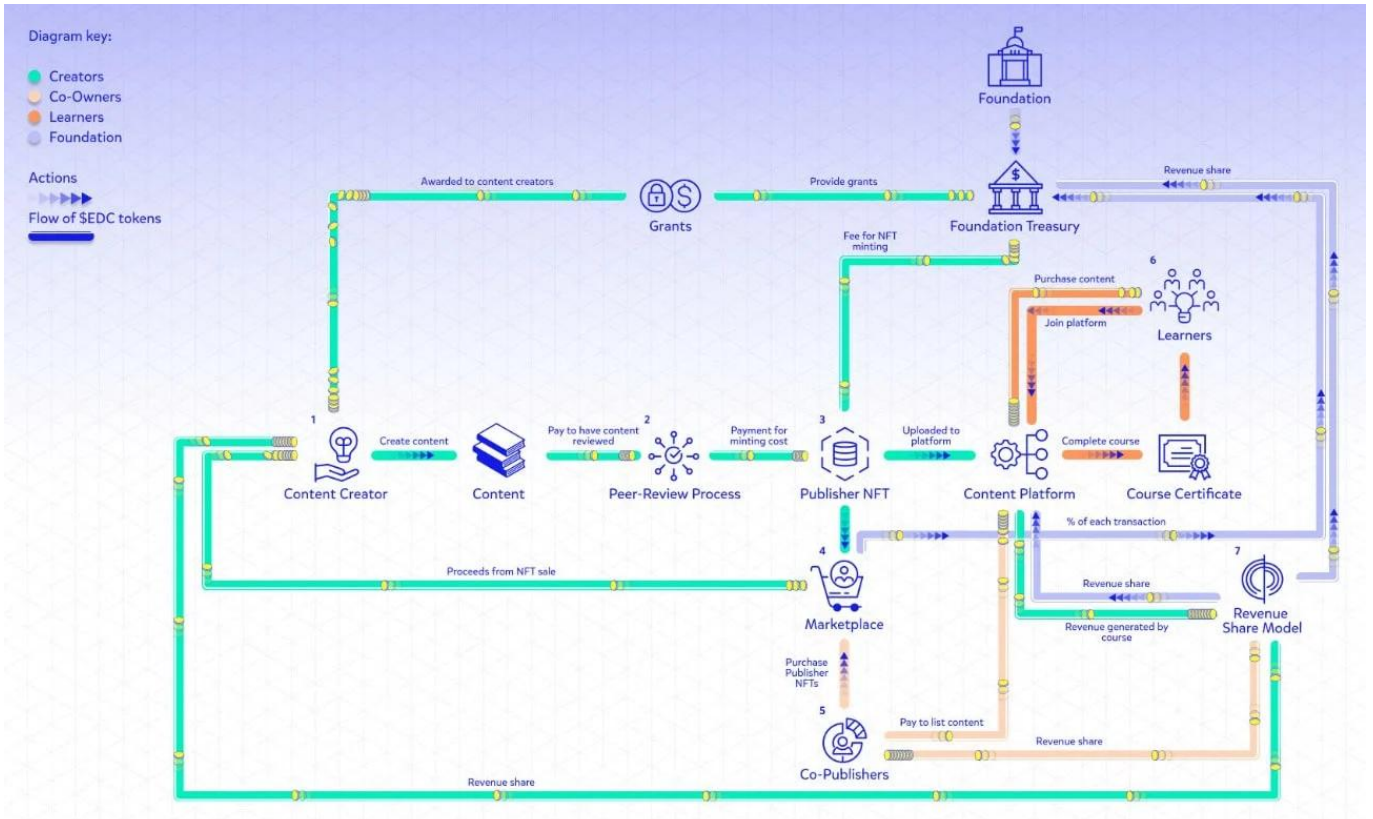 Diagram key:
Creators
Co-Owners
Learners
Foundation
Actions
Flow of $EDC tokens
Foundation
Revenue share
Awarded to content creators
Provide grants
$
$
Grants
Foundation Treasury
Fee for NFT
minting
6
Purchase content
Join platform
Learners
1
2
3
Create content
Pay to have content
reviewed
Payment for
minting cost
Uploaded to
platform
Complete course
Content Creator
Content
Peer-Review Process
Publisher NFT
Content Platform
Course Certificate
% of each transaction
4
7
Proceeds from NFT sale
Revenue share
Marketplace
Revenue generated by
course
Revenue
Share Model
Purchase
Publisher
NFTs
5
Pay to list content
Revenue share
Co-Publishers
Revenue share